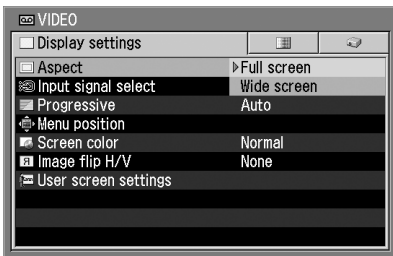 VIDEO
Display settings
Aspect Full screen
Wide screen
Input signal select
Progressive Auto
Menu position
Screen color Normal
Image flip H/V None
User screen settings